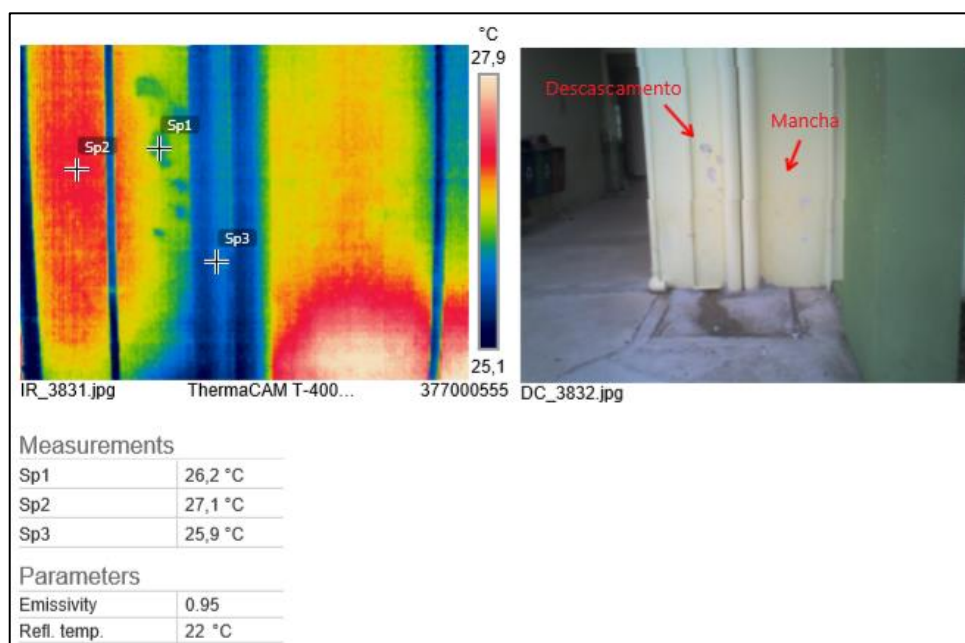 °C
27,9
Sp1
Sp2
Sp3
25,1
IR_3831.jpg ThermaCAM T-400... 377000555
Descascamento
Mancha
DC_3832.jpg
Measurements
Sp1 26,2 °C
Sp2 27,1 °C
Sp3 25,9 °C
Parameters
Emissivity 0.95
Refl. temp. 22 °C